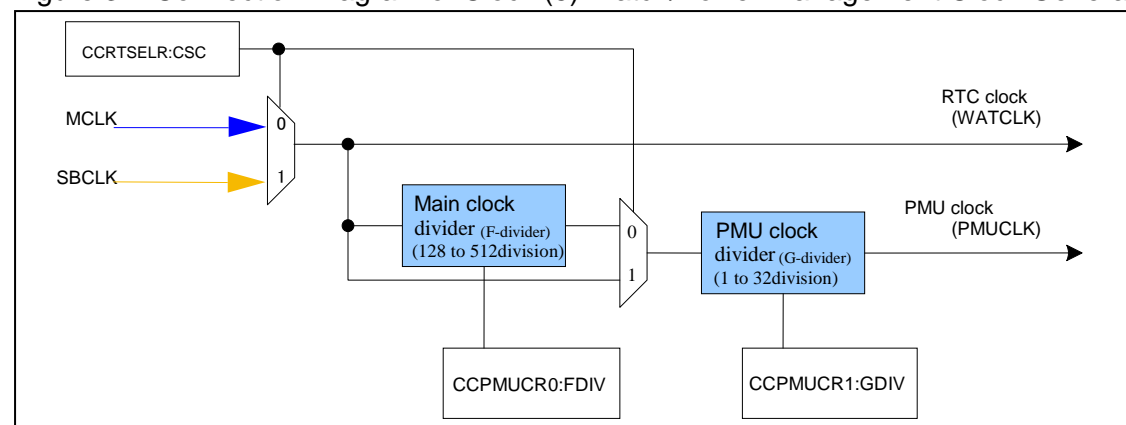 CCRTSELR:CSC
MCLK
0
RTC clock
(WATCLK)
SBCLK
1
Main clock
divider (F-divider)
(128 to 512division)
0
1
PMU clock
divider (G-divider)
(1 to 32division)
PMU clock
(PMUCLK)
CCPMUCR0:FDIV
CCPMUCR1:GDIV